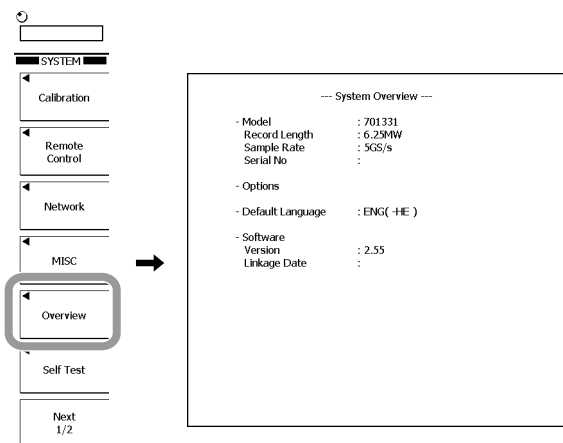 SYSTEM
Calibration
Remote
Control
Network
MISC
Overview
Self Test
Next
1/2
--- System Overview ---
- Model : 701331
Record Length : 6.25MW
Sample Rate : 5GS/s
Serial No :
- Options
- Default Language : ENG( -HE )
- Software
Version : 2.55
Linkage Date :